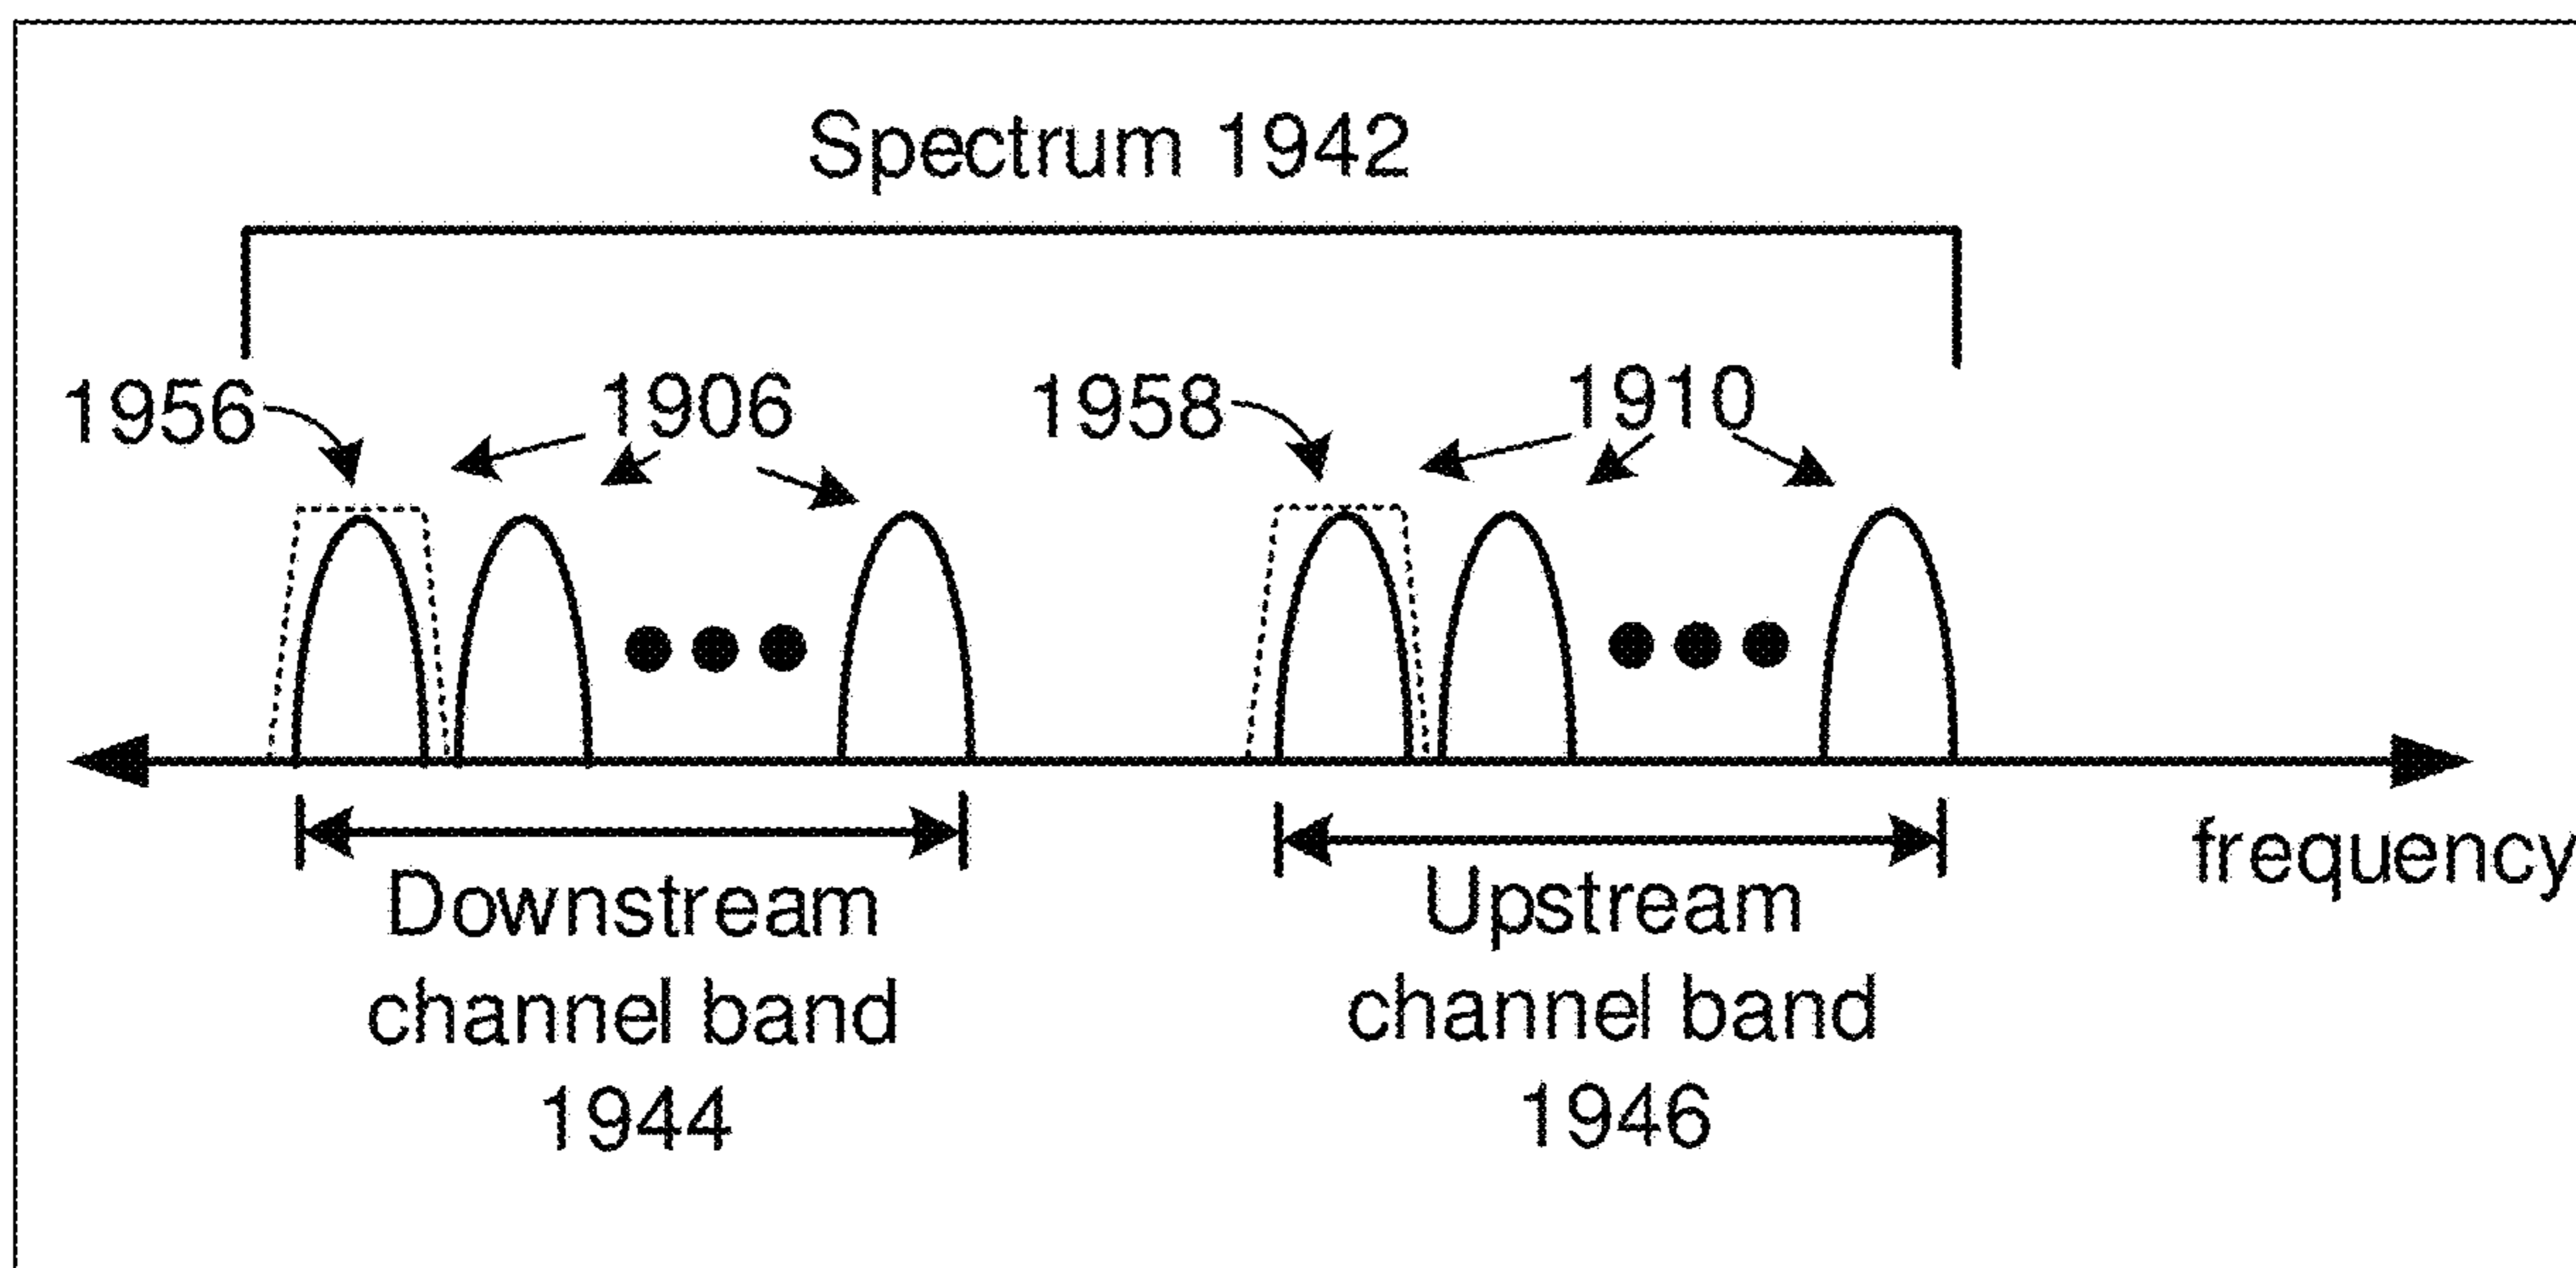 Spectrum 1942
1956
1906
1958
1910
frequency
Downstream
channel band
1944
Upstream
channel band
1946